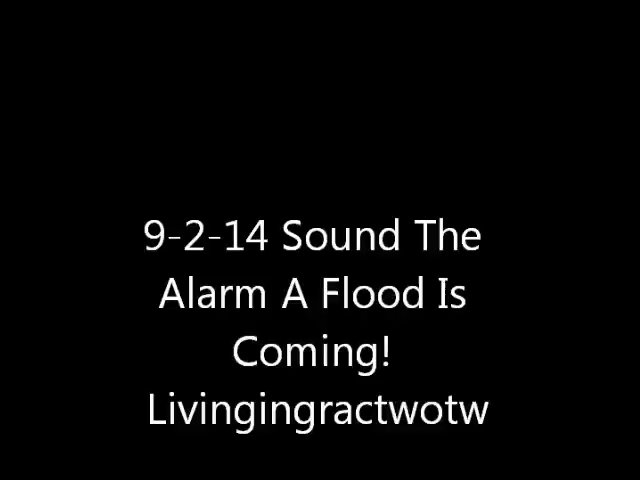 9-2-14 Sound The
Alarm A Flood Is
Coming!
Livingingractwotw